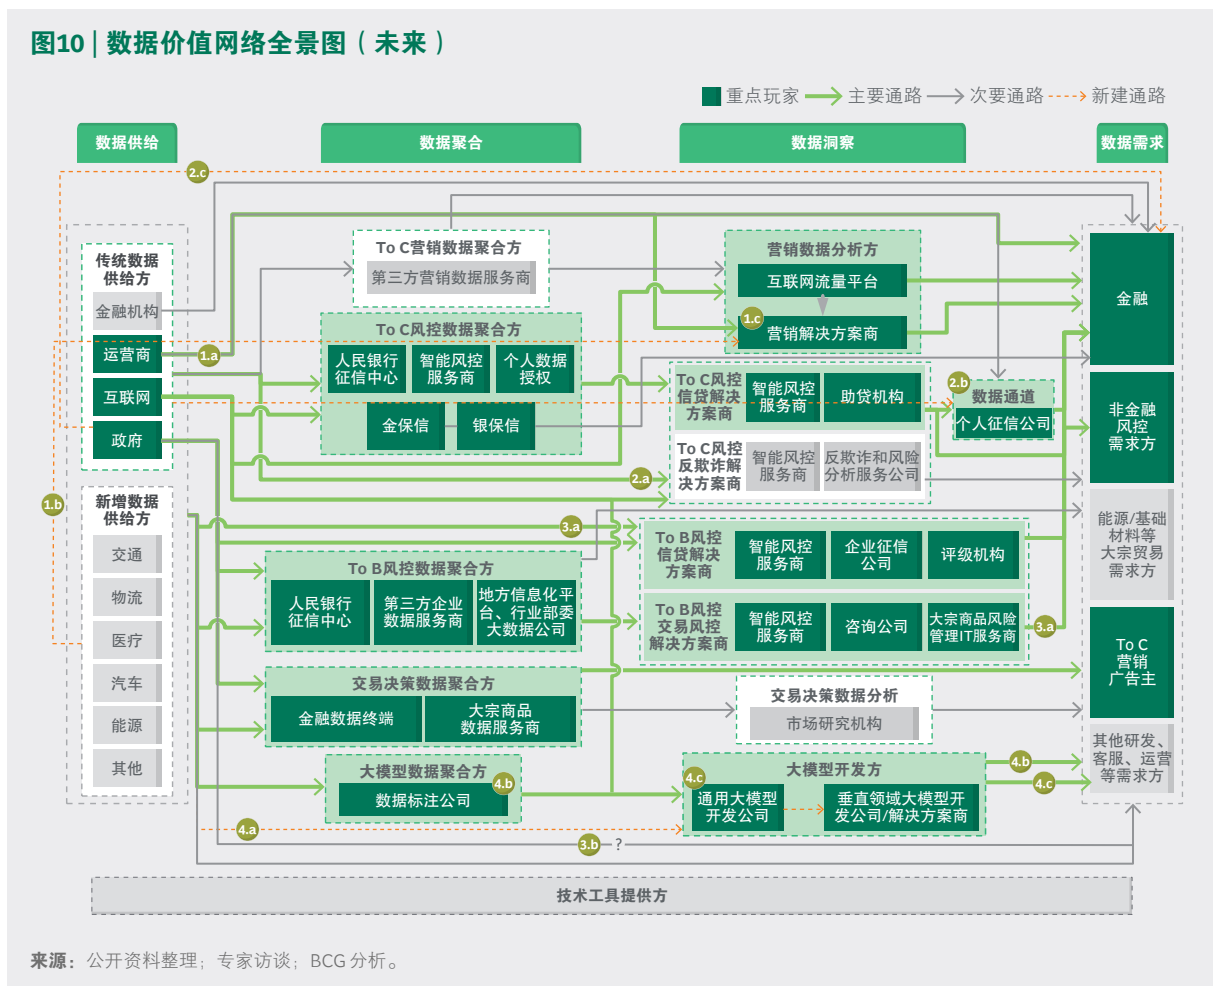 图10 | 数据价值网络全景图（未来）
重点玩家 主要通路 次要通路 新建通路
数据供给
数据聚合
数据洞察
数据需求
2.c
传统数据
供给方
金融机构
运营商
互联网
政府
1.a
1.b
新增数据
供给方
交通
物流
医疗
汽车
能源
其他
To C营销数据聚合方
第三方营销数据服务商
To C风控数据聚合方
人民银行
征信中心
智能风控
服务商
个人数据
授权
金保信
银保信
To B风控数据聚合方
人民银行
征信中心
第三方企业
数据服务商
地方信息化平
台、行业部委
大数据公司
交易决策数据聚合方
金融数据终端
大宗商品
数据服务商
大模型数据聚合方
4.b
数据标注公司
营销数据分析方
互联网流量平台
1.c
营销解决方案商
To C风控
信贷解决
方案商
智能风控
服务商
助贷机构
To C风控
反欺诈解
决方案商
智能风控
服务商
反欺诈和风险
分析服务公司
2.a
2.b
数据通道
个人征信公司
3.a
To B风控
信贷解决
方案商
智能风控
服务商
企业征信
公司
评级机构
To B风控
交易风控
解决方案商
智能风控
服务商
咨询公司
大宗商品风险
管理IT服务商
3.a
交易决策数据分析
市场研究机构
大模型开发方
4.c
通用大模型
开发公司
垂直领域大模型开
发公司/解决方案商
4.b
4.c
4.a
3.b
?
金融
非金融
风控
需求方
能源/基础
材料等
大宗贸易
需求方
To C
营销
广告主
其他研发、
客服、运营
等需求方
技术工具提供方
来源：公开资料整理；专家访谈；BCG 分析。